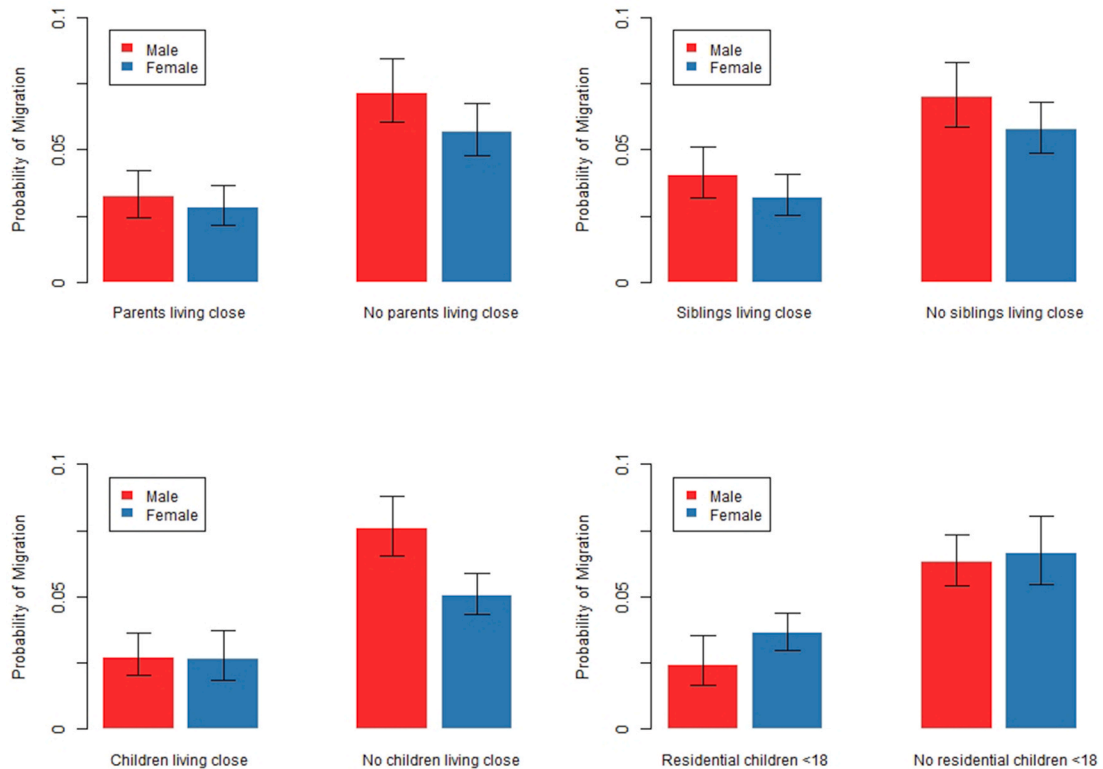 Probability of Migration
0.1
0.05
0
Male
Female
Parents living close
No parents living close
Probability of Migration
0.1
0.05
0
Male
Female
Siblings living close
No siblings living close
Probability of Migration
0.1
0.05
0
Male
Female
Children living close
No children living close
Probability of Migration
0.1
0.05
0
Male
Female
Residential children <18
No residential children <18